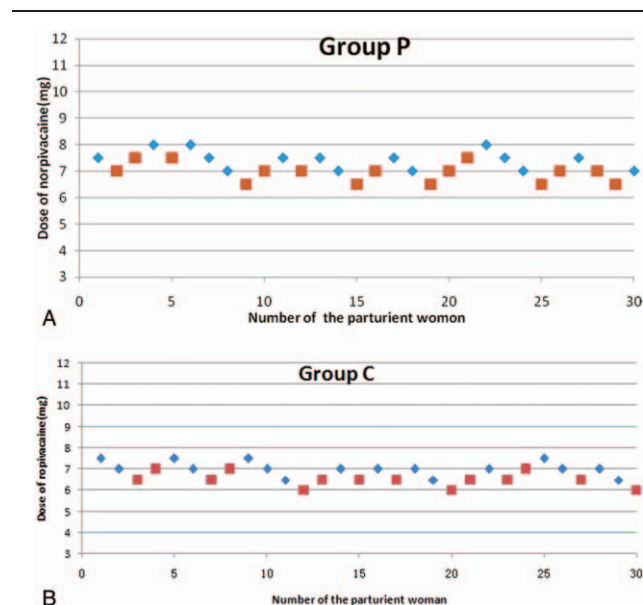 Group P
Dose of norpivacaine(mg)
12
11
10
9
8
7
6
5
4
3
0 5 10 15 20 25 30
Number of the parturient womon
A
Group C
Dose of ropivacaine(mg)
12
11
10
9
8
7
6
5
4
3
0 5 10 15 20 25 30
Number of the parturient woman
B